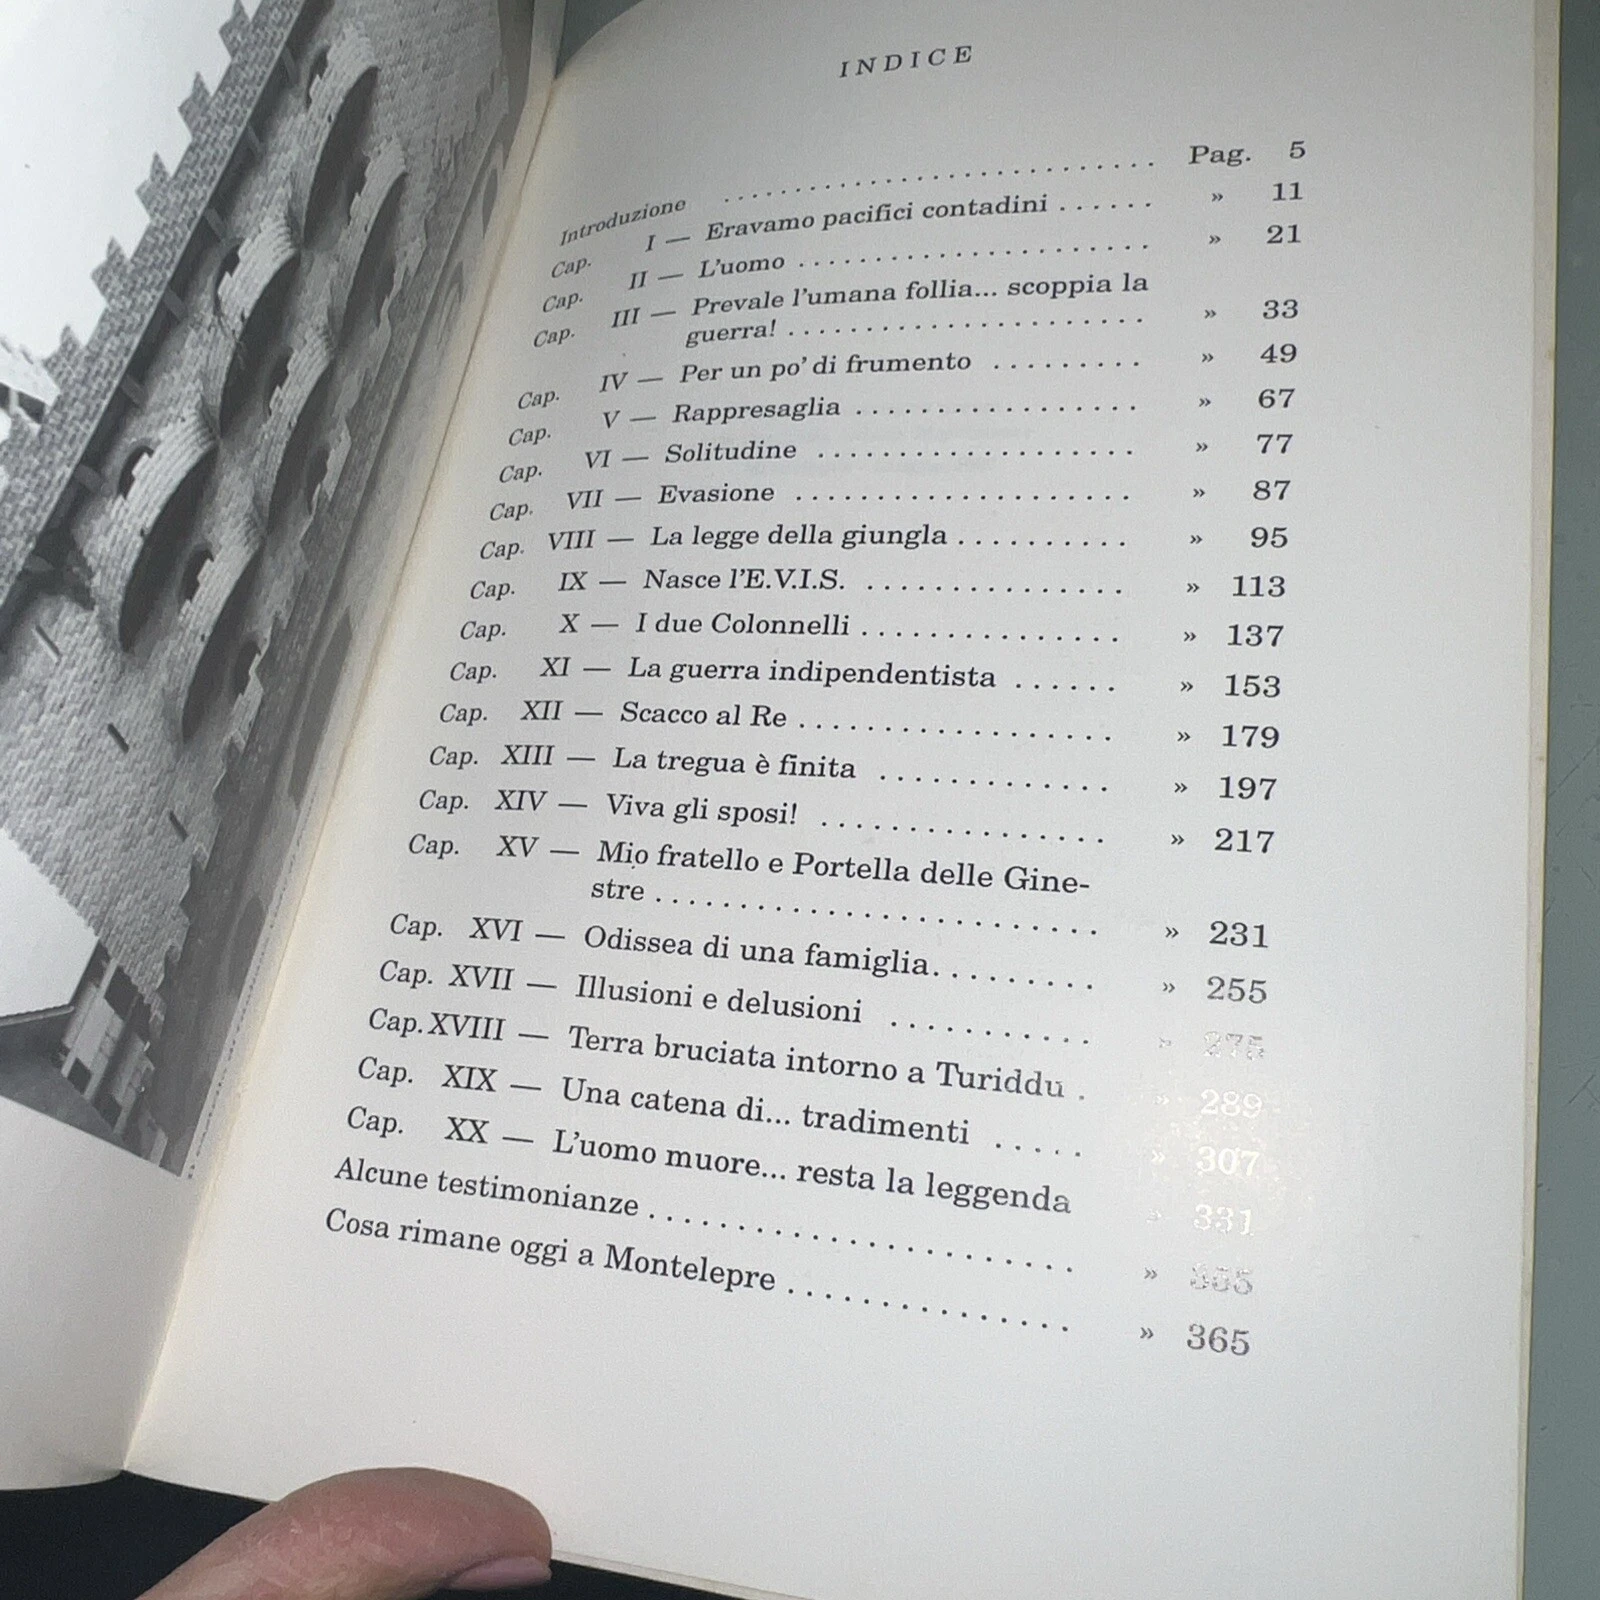 INDICE
Introduzione .............................. Pag. 5
Cap. I — Eravamo pacifici contadini ...... » 11
Cap. II — L'uomo ........................ » 21
Cap. III — Prevale l'umana follia... scoppia la
guerra! ....................... » 33
Cap. IV — Per un po' di frumento ......... » 49
Cap. V — Rappresaglia .................. » 67
Cap. VI — Solitudine .................... » 77
Cap. VII — Evasione ..................... » 87
Cap. VIII — La legge della giungla .......... » 95
Cap. IX — Nasce l'E.V.I.S. ............... » 113
Cap. X — I due Colonnelli ............... » 137
Cap. XI — La guerra indipendentista ...... » 153
Cap. XII — Scacco al Re .................. » 179
Cap. XIII — La tregua è finita ............. » 197
Cap. XIV — Viva gli sposi! ................ » 217
Cap. XV — Mio fratello e Portella delle Gine-
stre .......................... » 231
Cap. XVI — Odissea di una famiglia......... » 255
Cap. XVII — Illusioni e delusioni ........... » 275
Cap. XVIII — Terra bruciata intorno a Turiddu . » 289
Cap. XIX — Una catena di... tradimenti ..... » 307
Cap. XX — L'uomo muore... resta la leggenda » 331
Alcune testimonianze ........................ »
Cosa rimane oggi a Montelepre ............... » 365